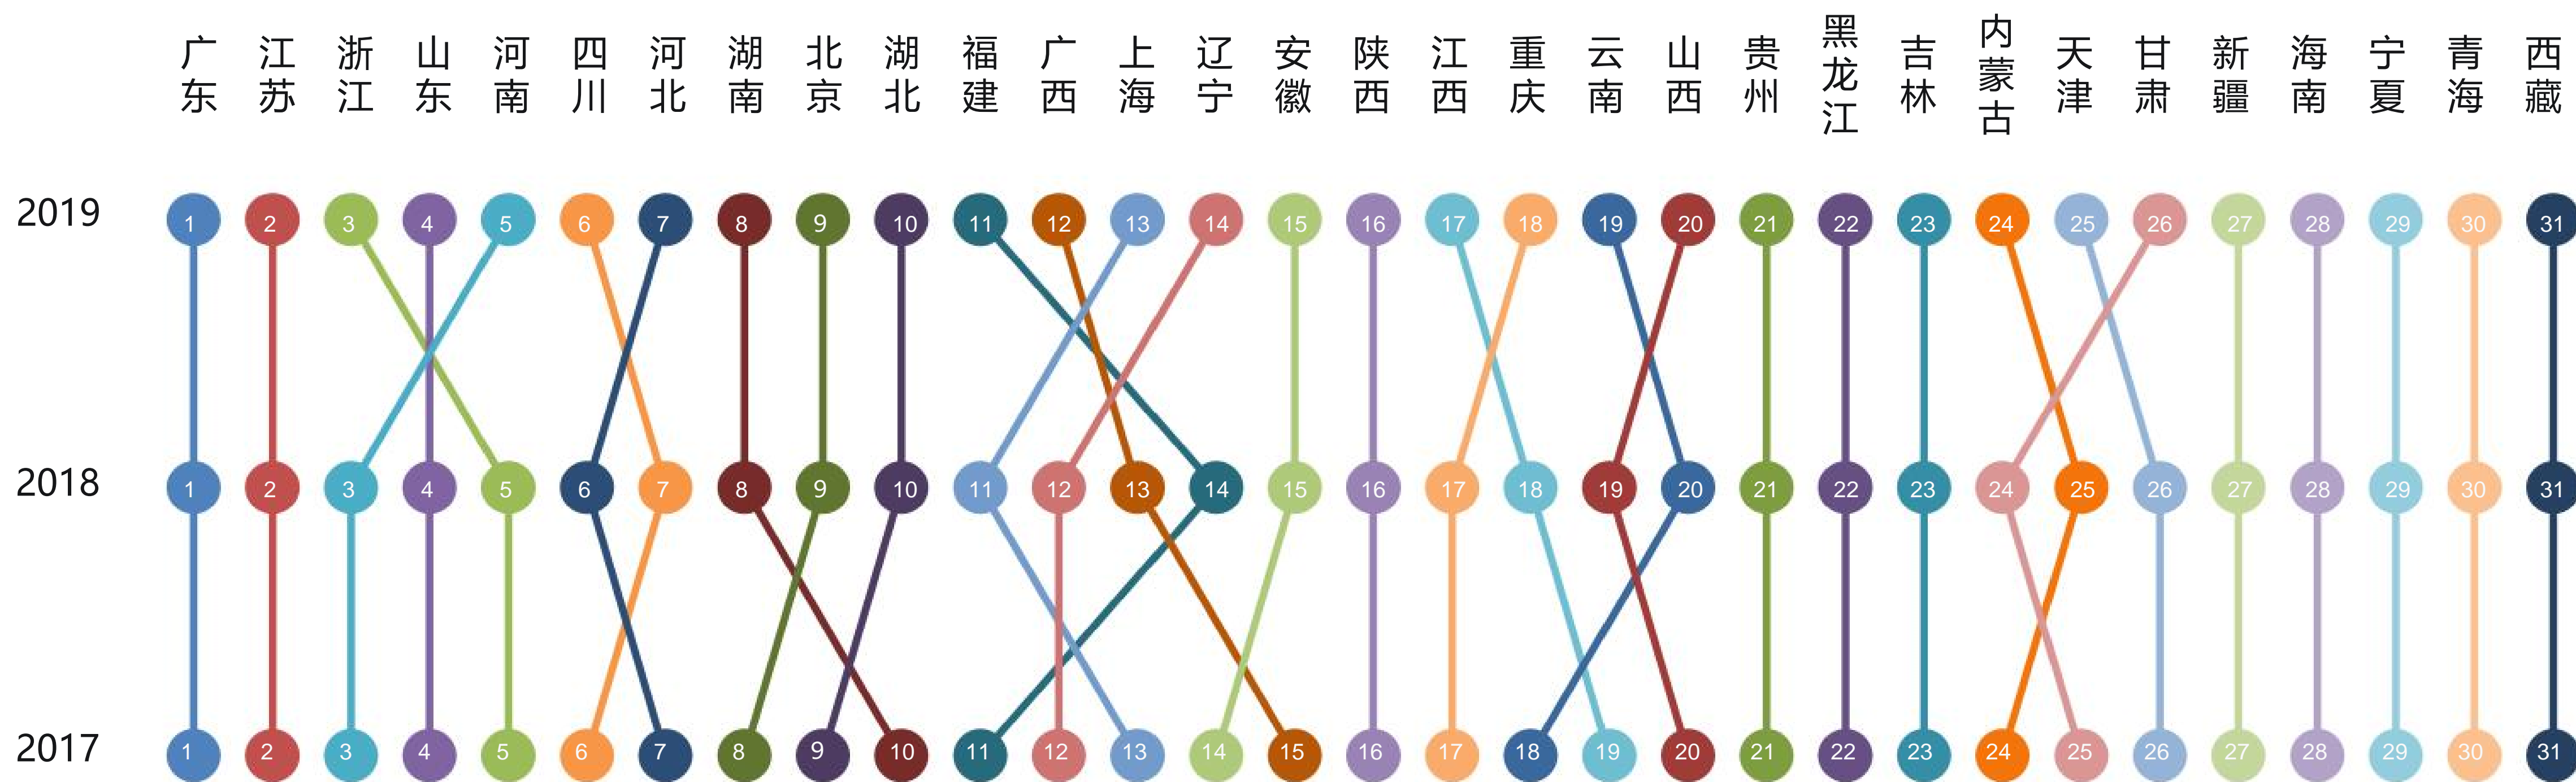 广东 江苏 浙江 山东 河南 四川 河北 湖南 北京 湖北 福建 广西 上海 辽宁 安徽 陕西 江西 重庆 云南 山西 贵州 黑龙江 吉林 内蒙古 天津 甘肃 新疆 海南 宁夏 青海 西藏
2019 1 2 3 4 5 6 7 8 9 10 11 12 13 14 15 16 17 18 19 20 21 22 23 24 25 26 27 28 29 30 31
2018 1 2 3 4 5 6 7 8 9 10 11 12 13 14 15 16 17 18 19 20 21 22 23 24 25 26 27 28 29 30 31
2017 1 2 3 4 5 6 7 8 9 10 11 12 13 14 15 16 17 18 19 20 21 22 23 24 25 26 27 28 29 30 31